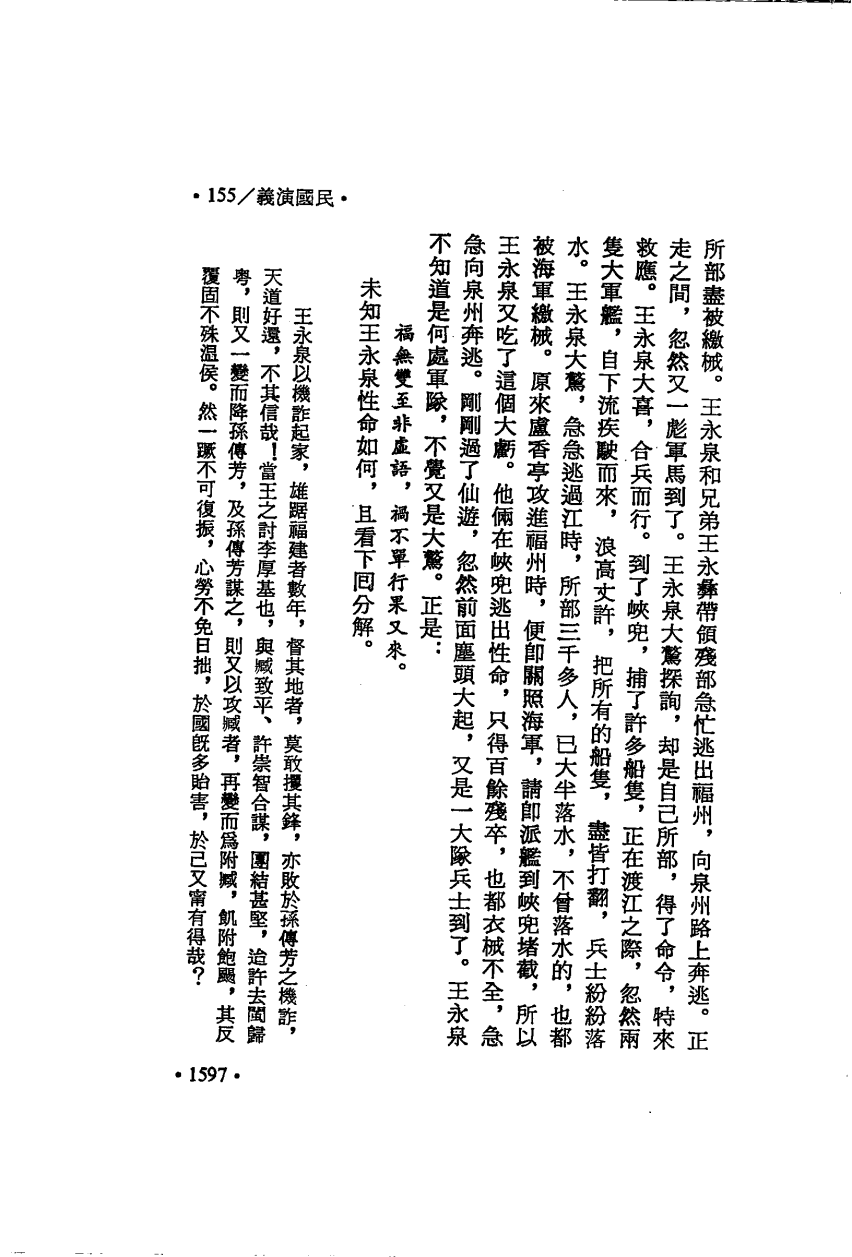 ·155／義演國民·
所部盡被繳械。王永泉和兄弟王永彝帶領殘部急忙逃出福州，向泉州路上奔逃。正
走之間，忽然又一彪軍馬到了。王永泉大驚探詢，却是自己所部，得了命令，特來
救應。王永泉大喜，合兵而行。到了峽兜，捕了許多船隻，正在渡江之際，忽然兩
隻大軍艦，自下流疾駛而來，浪高丈許，把所有的船隻，盡皆打翻，兵士紛紛落
水。王永泉大驚，急急逃過江時，所部三千多人，已大半落水，不曾落水的，也都
被海軍繳械。原來盧香亭攻進福州時，便卽關照海軍，請卽派艦到峽兜堵截，所以
王永泉又吃了這個大虧。他倆在峽兜逃出性命，只得百餘殘卒，也都衣械不全，急
急向泉州奔逃。剛剛過了仙遊，忽然前面塵頭大起，又是一大隊兵士到了。王永泉
不知道是何處軍隊，不覺又是大驚。正是：
福無雙至非虛語，禍不單行果又來。
未知王永泉性命如何，且看下囘分解。
王永泉以機詐起家，雄踞福建者數年，督其地者，莫敢攖其鋒，亦敗於孫傳芳之機詐，
天道好還，不其信哉！當王之討李厚基也，與臧致平、許崇智合謀，團結甚堅，迨許去閩歸
粤，則又一變而降孫傳芳，及孫傳芳謀之，則又以攻臧者，再變而爲附臧，飢附飽颺，其反
覆固不殊溫侯。然一蹶不可復振，心勞不免日拙，於國旣多貽害，於己又甯有得哉？
·1597·